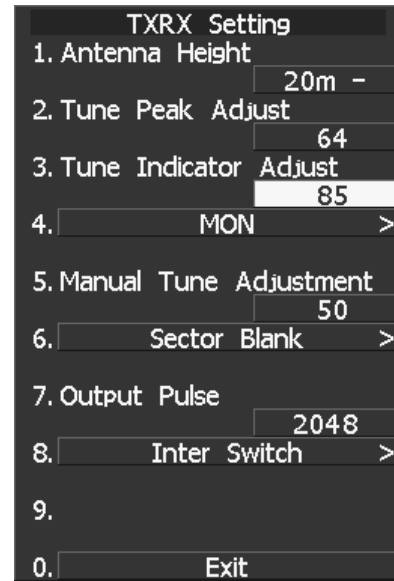 TXRX Setting
1. Antenna Height
20m -
2. Tune Peak Adjust
64
3. Tune Indicator Adjust
85
4. MON >
5. Manual Tune Adjustment
50
6. Sector Blank >
7. Output Pulse
2048
8. Inter Switch >
9.
0. Exit